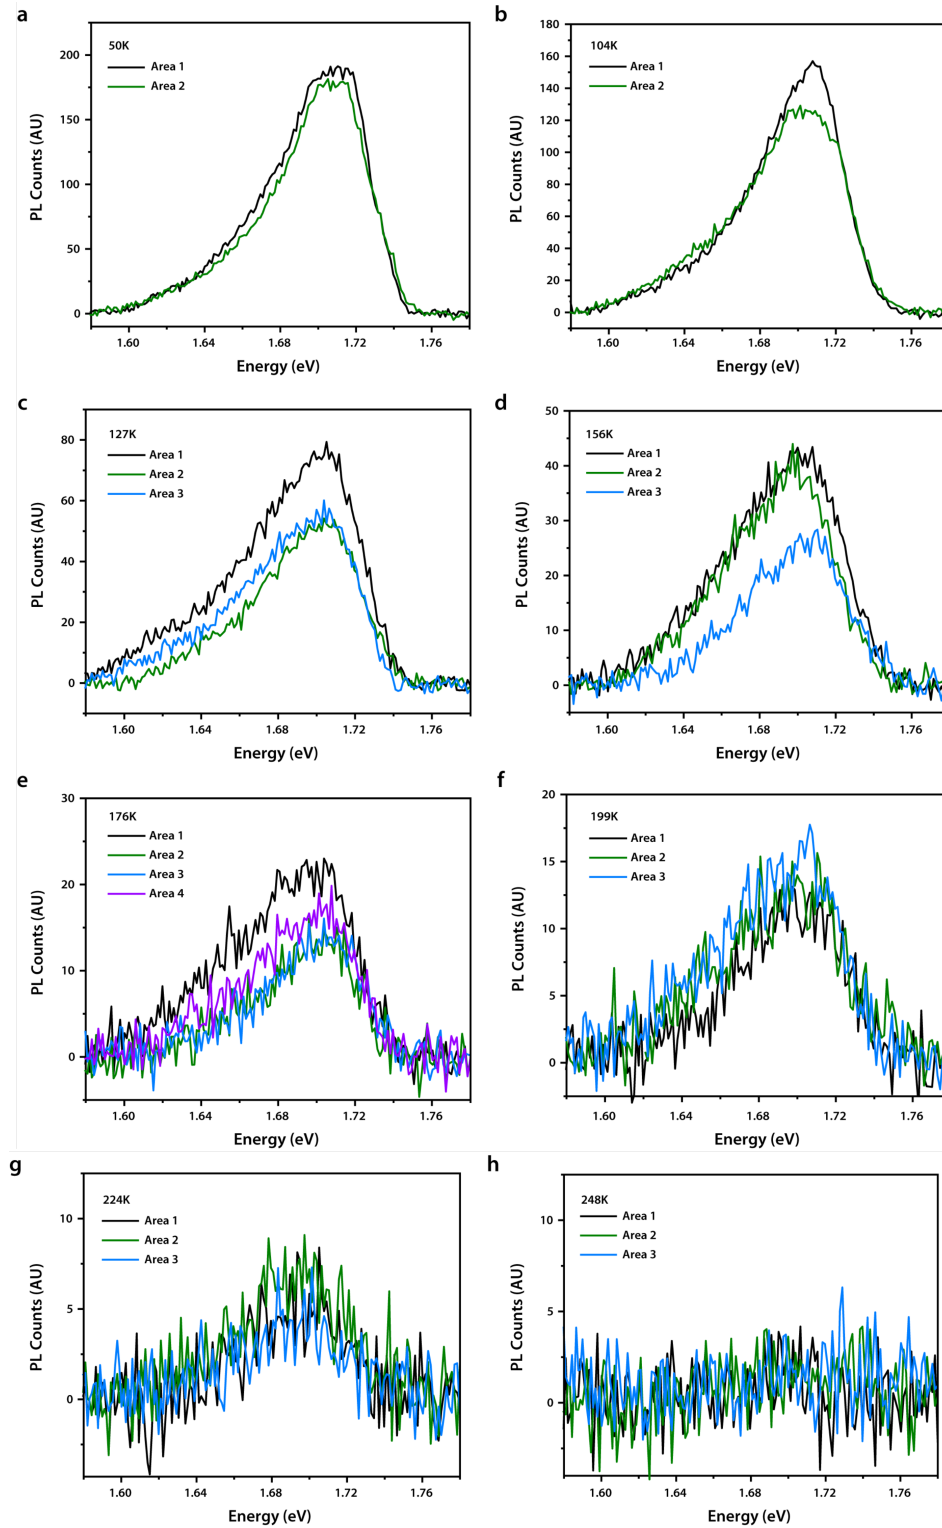 a
50K
Area 1
Area 2
PL Counts (AU)
200
150
100
50
0
1.60 1.64 1.68 1.72 1.76
Energy (eV)
b
104K
Area 1
Area 2
PL Counts (AU)
180
160
140
120
100
80
60
40
20
0
1.60 1.64 1.68 1.72 1.76
Energy (eV)
c
127K
Area 1
Area 2
Area 3
PL Counts (AU)
80
60
40
20
0
1.60 1.64 1.68 1.72 1.76
Energy (eV)
d
156K
Area 1
Area 2
Area 3
PL Counts (AU)
50
40
30
20
10
0
1.60 1.64 1.68 1.72 1.76
Energy (eV)
e
176K
Area 1
Area 2
Area 3
Area 4
PL Counts (AU)
30
20
10
0
1.60 1.64 1.68 1.72 1.76
Energy (eV)
f
199K
Area 1
Area 2
Area 3
PL Counts (AU)
20
15
10
5
0
1.60 1.64 1.68 1.72 1.76
Energy (eV)
g
224K
Area 1
Area 2
Area 3
PL Counts (AU)
10
5
0
1.60 1.64 1.68 1.72 1.76
Energy (eV)
h
248K
Area 1
Area 2
Area 3
PL Counts (AU)
10
5
0
1.60 1.64 1.68 1.72 1.76
Energy (eV)